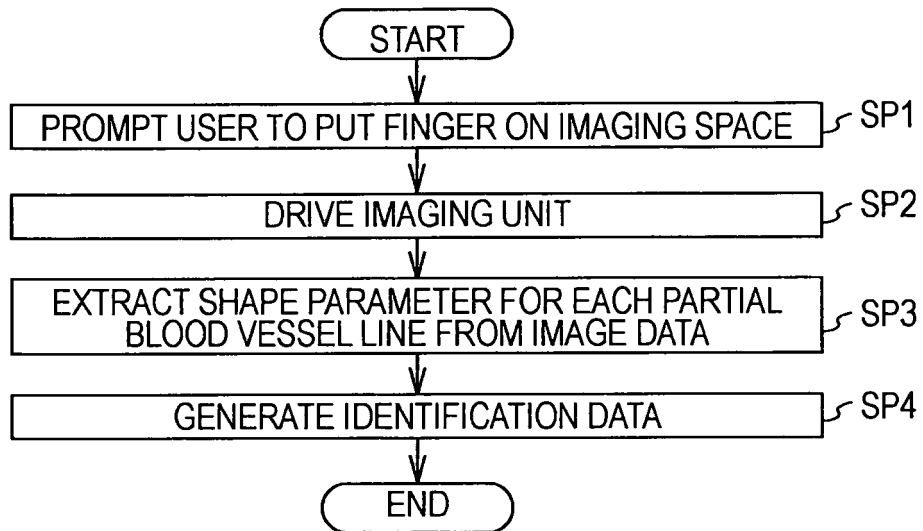 START
PROMPT USER TO PUT FINGER ON IMAGING SPACE
SP1
DRIVE IMAGING UNIT
SP2
EXTRACT SHAPE PARAMETER FOR EACH PARTIAL
BLOOD VESSEL LINE FROM IMAGE DATA
SP3
GENERATE IDENTIFICATION DATA
SP4
END